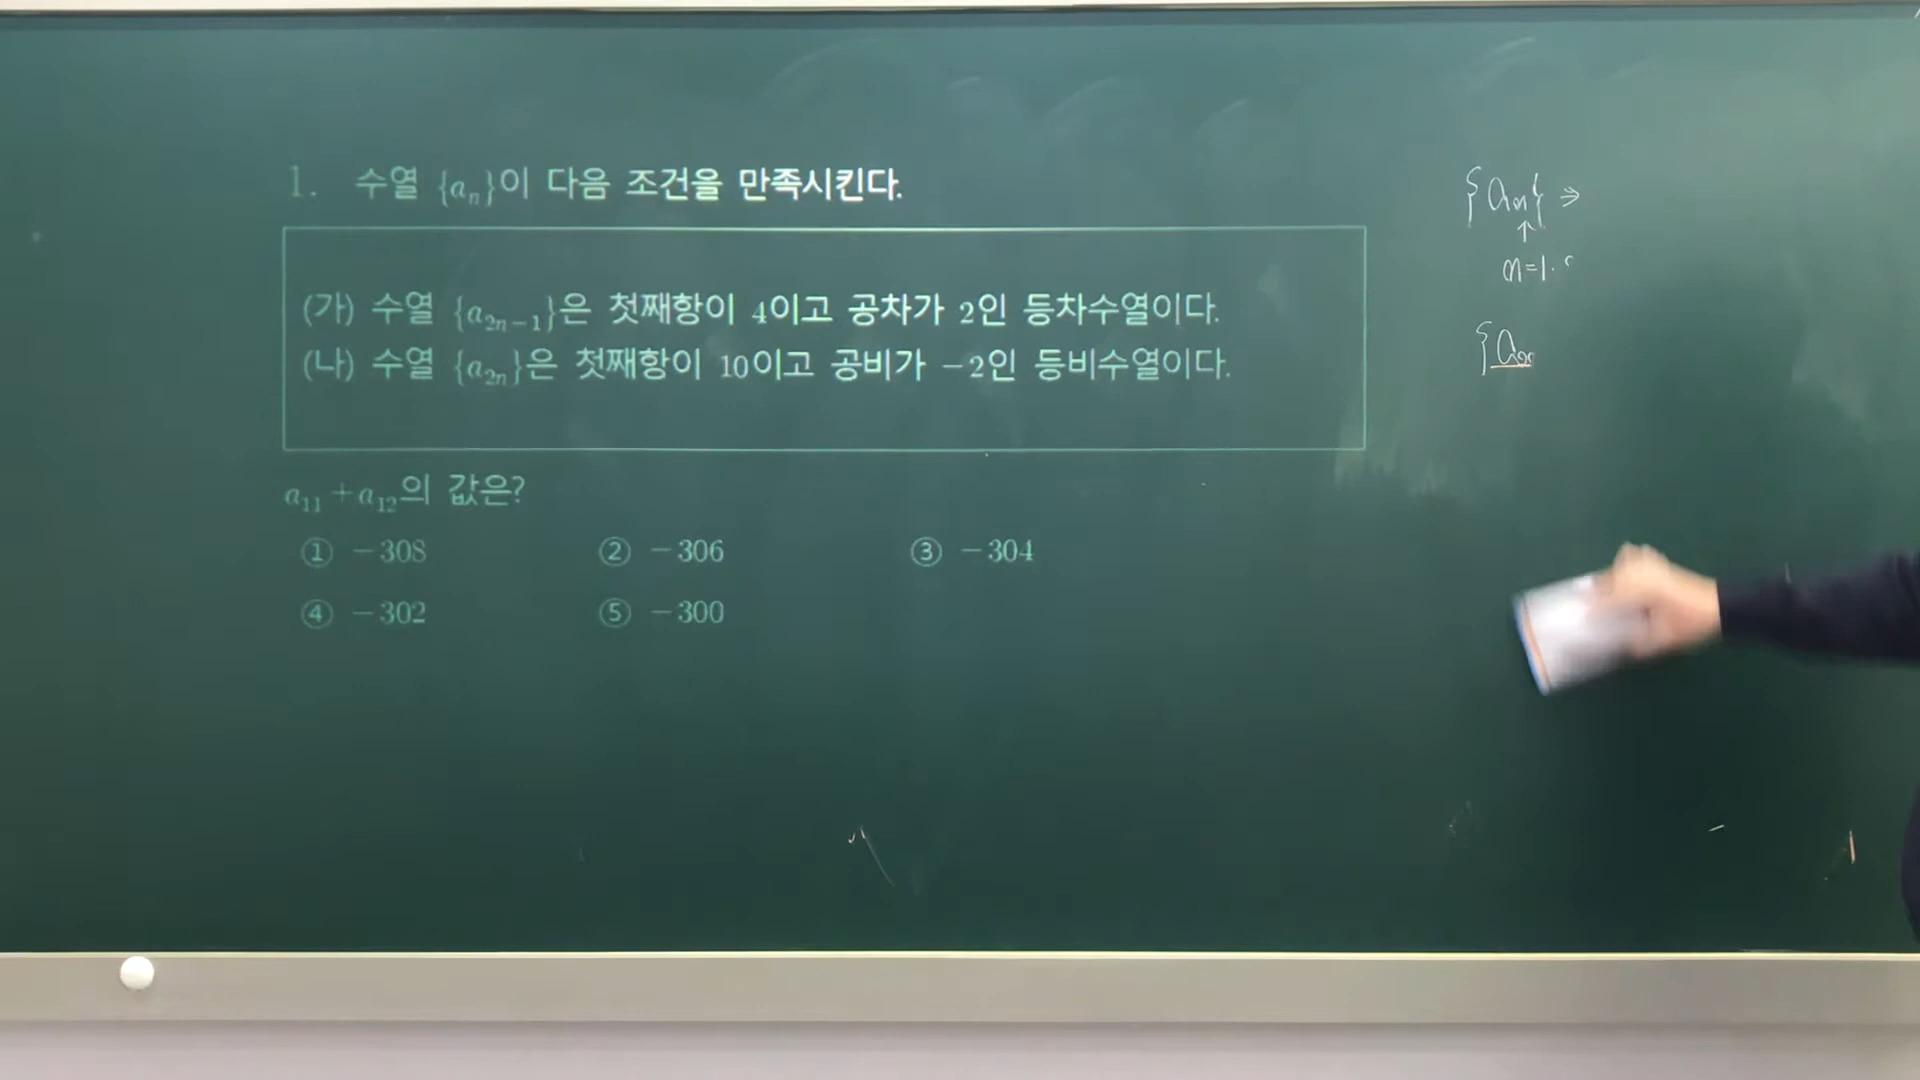 1. 수열 {aₙ}이 다음 조건을 만족시킨다.
(가) 수열 {a₂ₙ₋₁}은 첫째항이 4이고 공차가 2인 등차수열이다.
(나) 수열 {a₂ₙ}은 첫째항이 10이고 공비가 −2인 등비수열이다.
a₁₁+a₁₂의 값은?
① −308 ② −306 ③ −304
④ −302 ⑤ −300
{aₙ} ⇒
↑
n=1.
{a₂